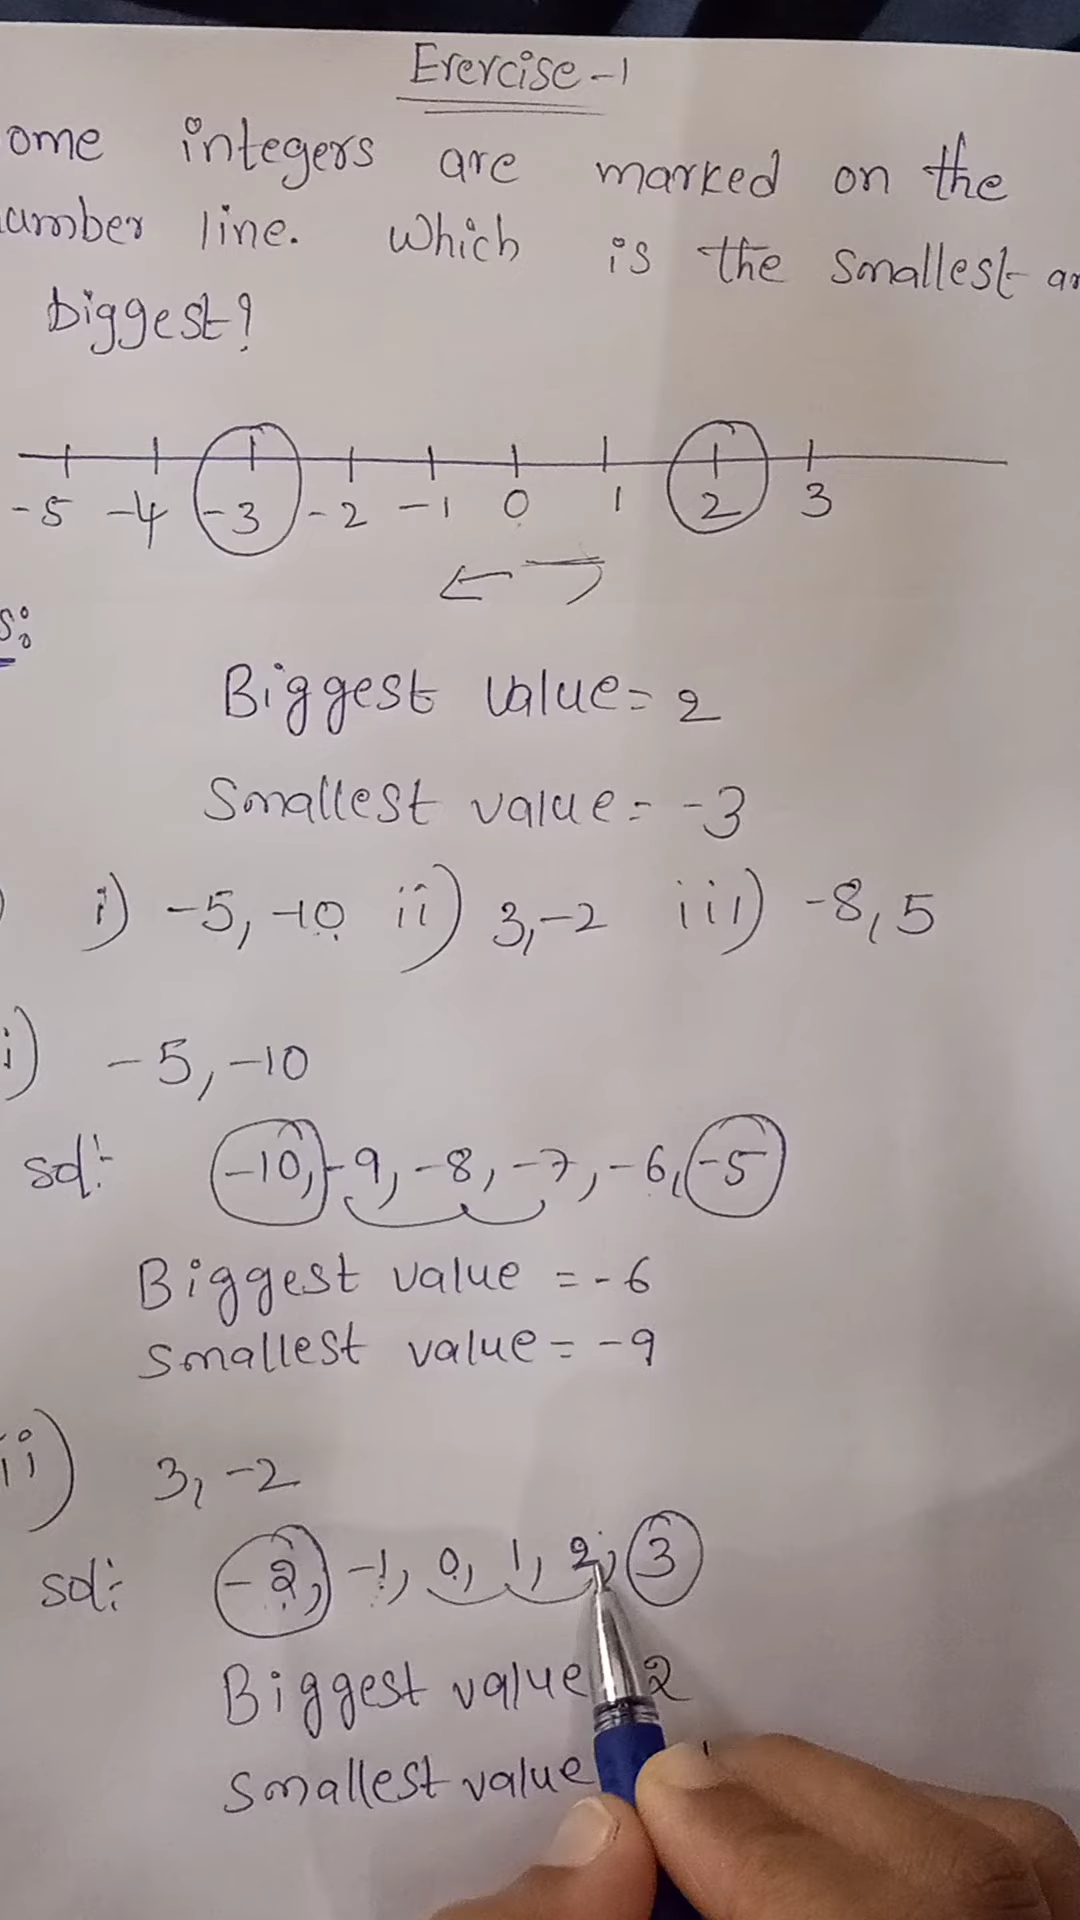 Exercise-1
ome integers are marked on the
umber line. which is the smallest an
biggest?
-5 -4 -3 -2 -1 0 1 2 3
s:
Biggest value= 2
Smallest value= -3
) i) -5, -10 ii) 3, -2 iii) -8, 5
i) -5, -10
sol: -10, -9, -8, -7, -6, -5
Biggest value = -6
smallest value = -9
ii) 3, -2
sol: -2, -1, 0, 1, 2, 3
Biggest value 2
smallest value